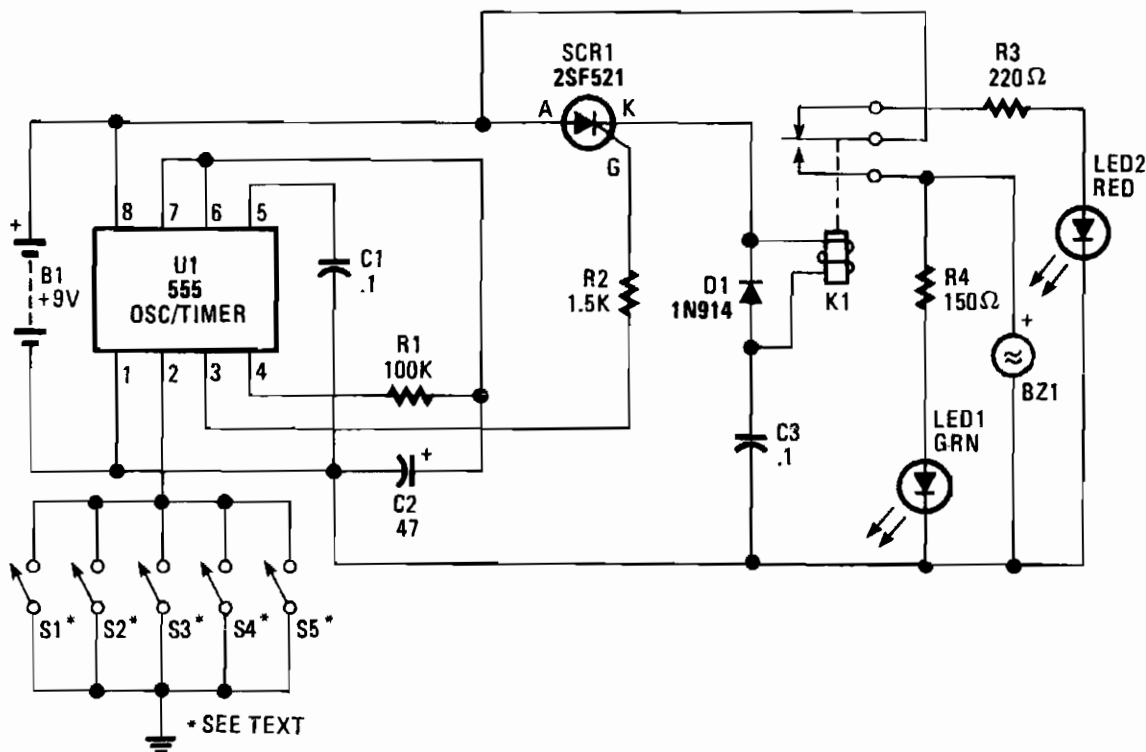 SCR1
2SF521
A
K
G
R3
220Ω
LED2
RED
+
B1
+9V
8
7
6
5
U1
555
OSC/TIMER
1
2
3
4
C1
.1
R1
100K
+
C2
47
R2
1.5K
D1
1N914
K1
C3
.1
R4
150Ω
+
BZ1
LED1
GRN
S1*
S2*
S3*
S4*
S5*
* SEE TEXT